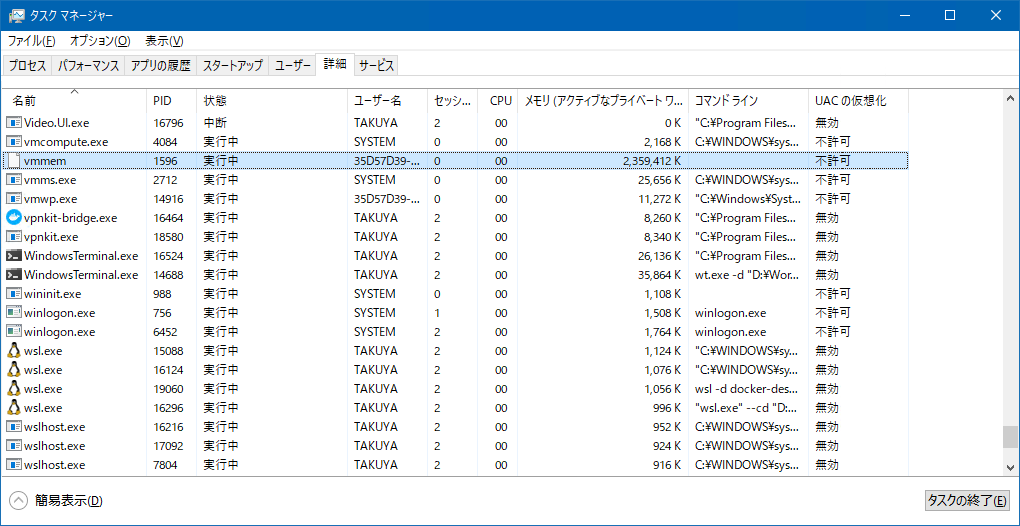 タスク マネージャー
ファイル(F) オプション(O) 表示(V)
プロセス パフォーマンス アプリの履歴 スタートアップ ユーザー 詳細 サービス
名前 PID 状態 ユーザー名 セッシ... CPU メモリ (アクティブなプライベート ワ... コマンド ライン UAC の仮想化
Video.UI.exe 16796 中断 TAKUYA 2 00 0 K "C:¥Program Files... 無効
vmcompute.exe 4084 実行中 SYSTEM 0 00 2,168 K C:¥WINDOWS¥sys... 不許可
vmmem 1596 実行中 35D57D39-... 0 00 2,359,412 K 不許可
vmms.exe 2712 実行中 SYSTEM 0 00 25,656 K C:¥WINDOWS¥sys... 不許可
vmwp.exe 14916 実行中 35D57D39-... 0 00 11,272 K "C:¥Windows¥Syst... 不許可
vpnkit-bridge.exe 16464 実行中 TAKUYA 2 00 8,260 K "C:¥Program Files... 無効
vpnkit.exe 18580 実行中 TAKUYA 2 00 8,340 K "C:¥Program Files... 無効
WindowsTerminal.exe 16524 実行中 TAKUYA 2 00 26,136 K "C:¥Program Files... 無効
WindowsTerminal.exe 14688 実行中 TAKUYA 2 00 35,864 K wt.exe -d "D:¥Wor... 無効
wininit.exe 988 実行中 SYSTEM 0 00 1,108 K 不許可
winlogon.exe 756 実行中 SYSTEM 1 00 1,508 K winlogon.exe 不許可
winlogon.exe 6452 実行中 SYSTEM 2 00 1,764 K winlogon.exe 不許可
wsl.exe 15088 実行中 TAKUYA 2 00 1,124 K "C:¥WINDOWS¥sy... 無効
wsl.exe 16124 実行中 TAKUYA 2 00 1,076 K "C:¥WINDOWS¥sy... 無効
wsl.exe 19060 実行中 TAKUYA 2 00 1,056 K wsl -d docker-des... 無効
wsl.exe 16296 実行中 TAKUYA 2 00 996 K "wsl.exe" --cd "D:... 無効
wslhost.exe 16216 実行中 TAKUYA 2 00 952 K C:¥WINDOWS¥sys... 無効
wslhost.exe 17092 実行中 TAKUYA 2 00 924 K C:¥WINDOWS¥sys... 無効
wslhost.exe 7804 実行中 TAKUYA 2 00 916 K C:¥WINDOWS¥sys... 無効
簡易表示(D) タスクの終了(E)